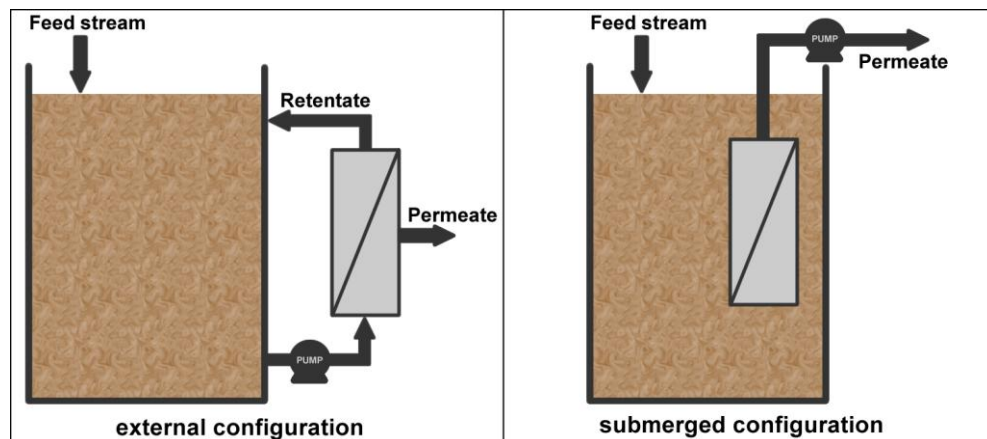 Feed stream
Retentate
Permeate
PUMP
external configuration
Feed stream
PUMP
Permeate
submerged configuration